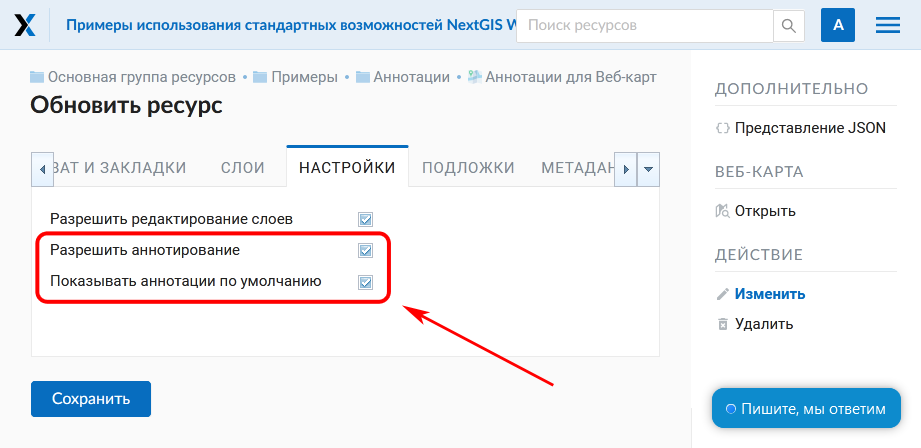 Примеры использования стандартных возможностей NextGIS W
Поиск ресурсов
A
Основная группа ресурсов • Примеры • Аннотации • Аннотации для Веб-карт
Обновить ресурс
ВАТ И ЗАКЛАДКИ СЛОИ НАСТРОЙКИ ПОДЛОЖКИ МЕТАДАН
Разрешить редактирование слоев
Разрешить аннотирование
Показывать аннотации по умолчанию
Сохранить
ДОПОЛНИТЕЛЬНО
Представление JSON
ВЕБ-КАРТА
Открыть
ДЕЙСТВИЕ
Изменить
Удалить
Пишите, мы ответим